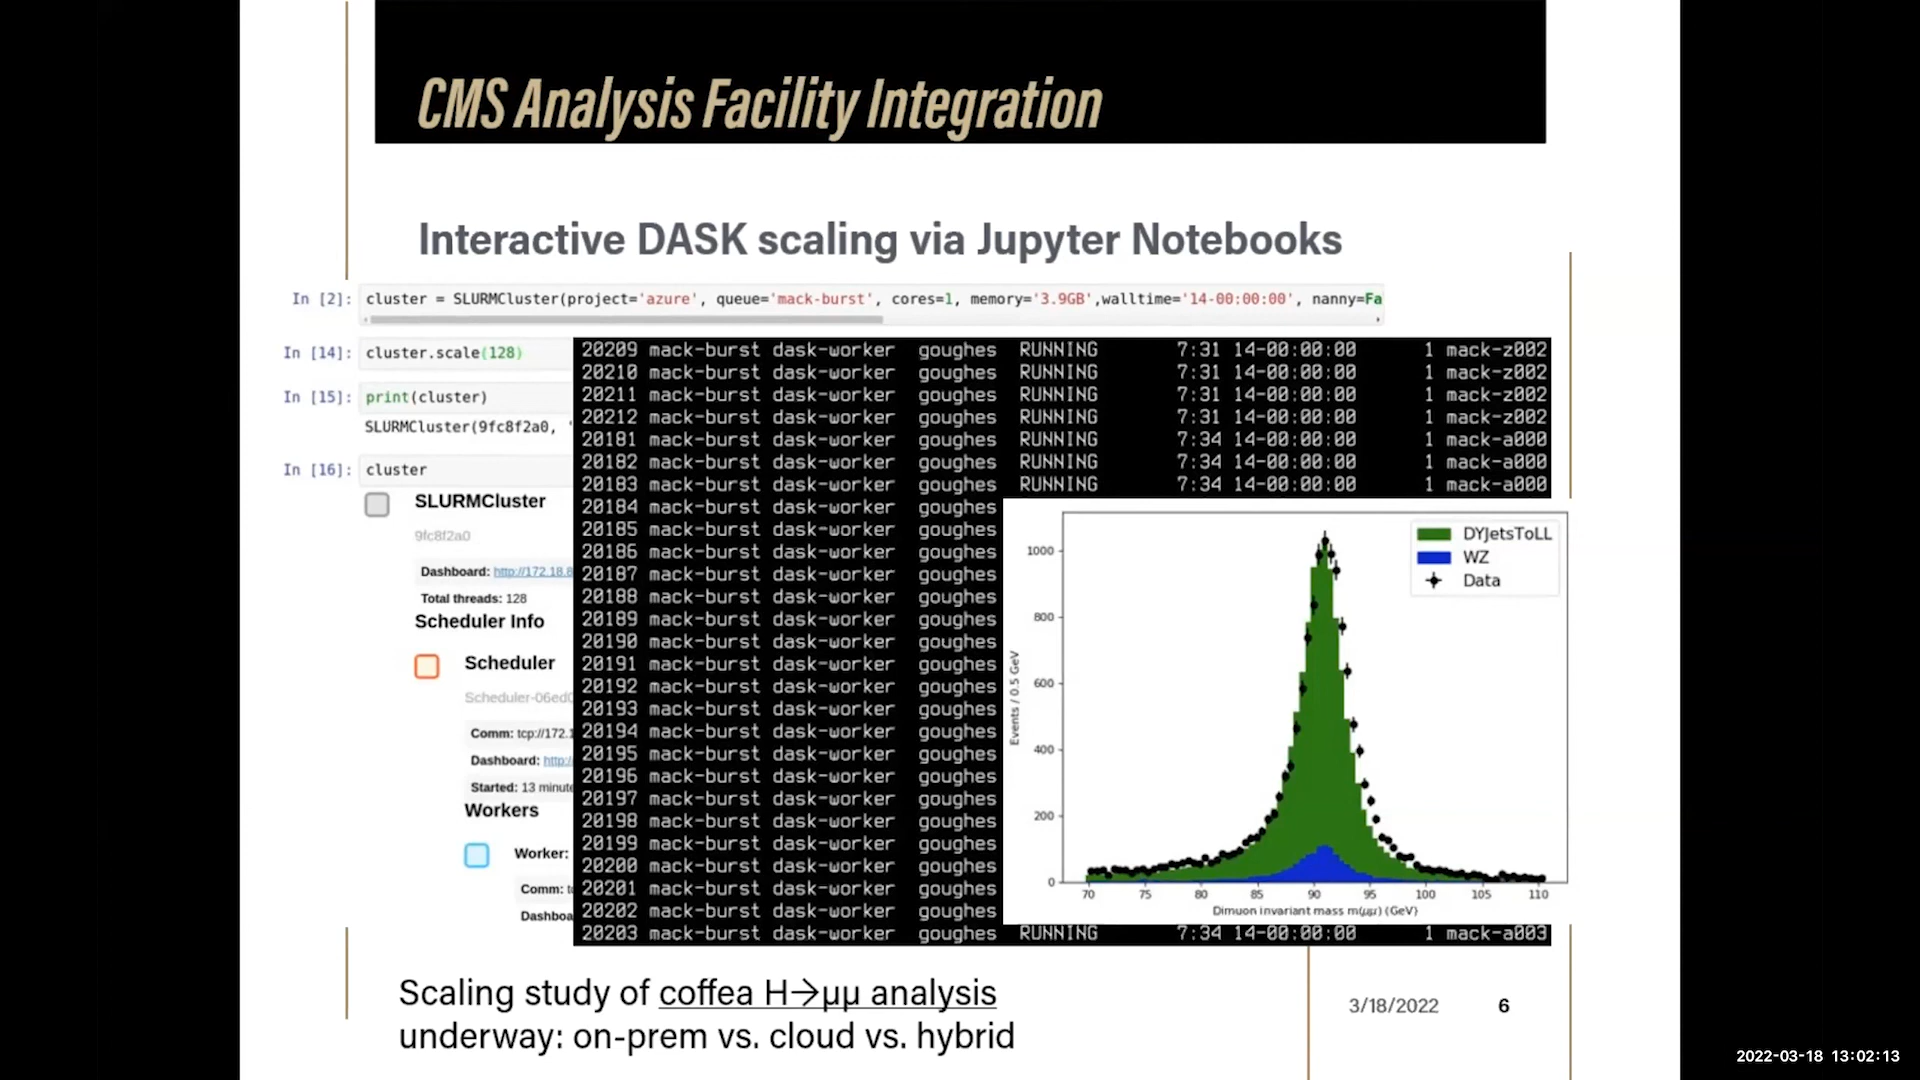 CMS Analysis Facility Integration
Interactive DASK scaling via Jupyter Notebooks
In [2]: cluster = SLURMCluster(project='azure', queue='mack-burst', cores=1, memory='3.9GB',walltime='14-00:00:00', nanny=Fa
In [14]: cluster.scale(128)
In [15]: print(cluster)
SLURMCluster(9fc8f2a0, '
In [16]: cluster
SLURMCluster
9fc8f2a0
Dashboard: http://172.18.8
Total threads: 128
Scheduler Info
Scheduler
Scheduler-06ed0
Comm: tcp://172.1
Dashboard: http:/
Started: 13 minute
Workers
Worker:
Comm: t
Dashboa
20209 mack-burst dask-worker goughes RUNNING 7:31 14-00:00:00 1 mack-z002
20210 mack-burst dask-worker goughes RUNNING 7:31 14-00:00:00 1 mack-z002
20211 mack-burst dask-worker goughes RUNNING 7:31 14-00:00:00 1 mack-z002
20212 mack-burst dask-worker goughes RUNNING 7:31 14-00:00:00 1 mack-z002
20181 mack-burst dask-worker goughes RUNNING 7:34 14-00:00:00 1 mack-a000
20182 mack-burst dask-worker goughes RUNNING 7:34 14-00:00:00 1 mack-a000
20183 mack-burst dask-worker goughes RUNNING 7:34 14-00:00:00 1 mack-a000
20184 mack-burst dask-worker goughes
20185 mack-burst dask-worker goughes
20186 mack-burst dask-worker goughes
20187 mack-burst dask-worker goughes
20188 mack-burst dask-worker goughes
20189 mack-burst dask-worker goughes
20190 mack-burst dask-worker goughes
20191 mack-burst dask-worker goughes
20192 mack-burst dask-worker goughes
20193 mack-burst dask-worker goughes
20194 mack-burst dask-worker goughes
20195 mack-burst dask-worker goughes
20196 mack-burst dask-worker goughes
20197 mack-burst dask-worker goughes
20198 mack-burst dask-worker goughes
20199 mack-burst dask-worker goughes
20200 mack-burst dask-worker goughes
20201 mack-burst dask-worker goughes
20202 mack-burst dask-worker goughes
20203 mack-burst dask-worker goughes RUNNING 7:34 14-00:00:00 1 mack-a003
DYJetsToLL
WZ
Data
Events / 0.5 GeV
1000
800
600
400
200
0
70 75 80 85 90 95 100 105 110
Dimuon invariant mass m(μμ) (GeV)
Scaling study of coffea H→μμ analysis
underway: on-prem vs. cloud vs. hybrid
3/18/2022 6
2022-03-18 13:02:13